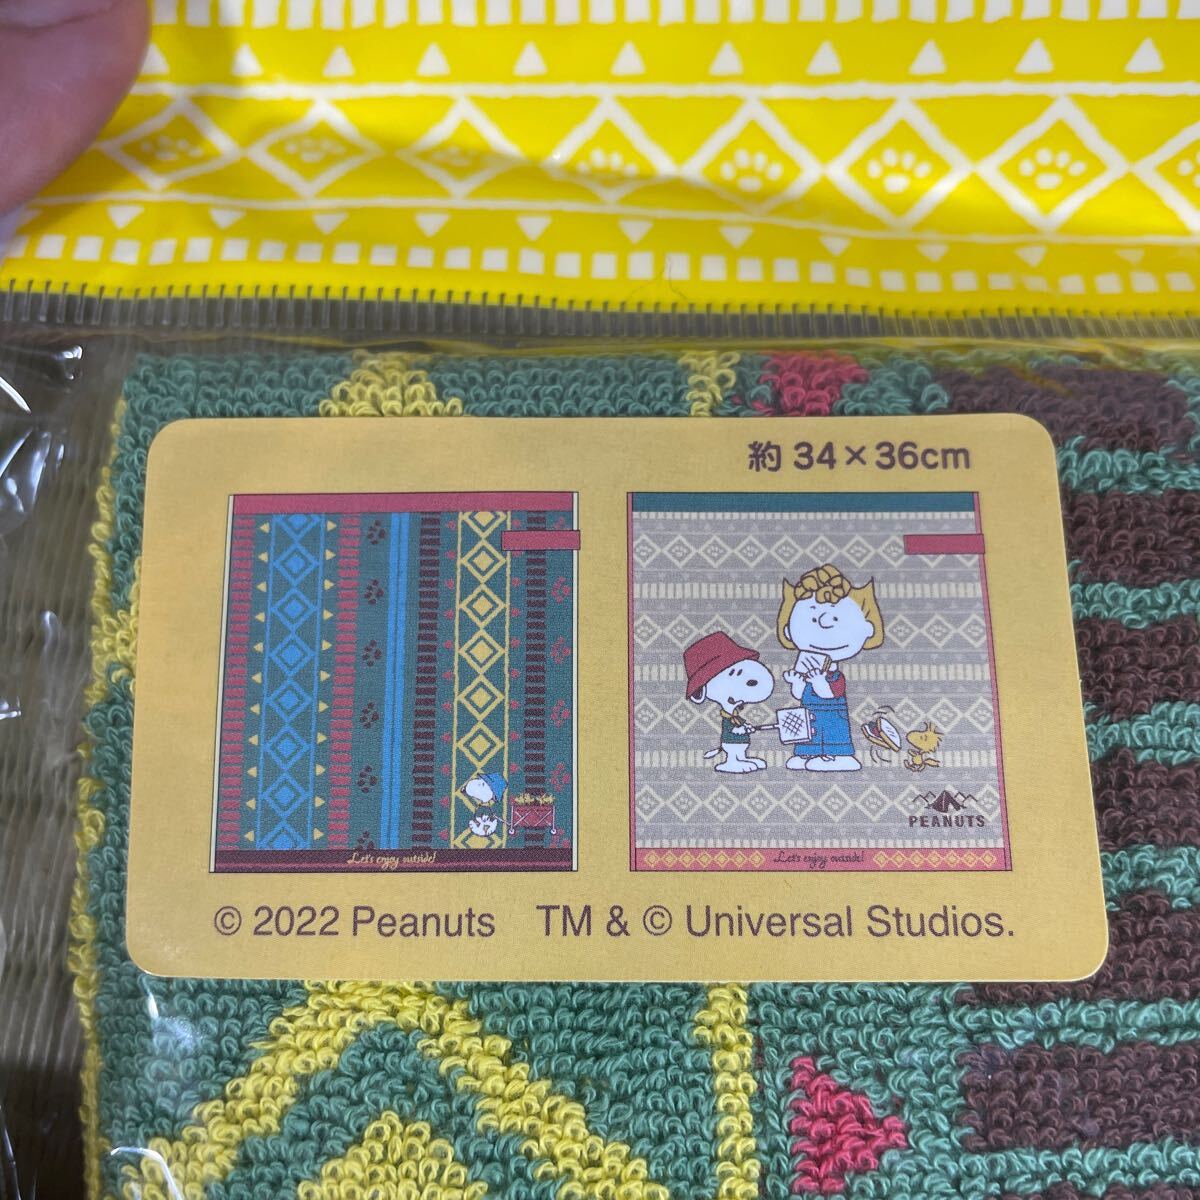 約 34×36cm
PEANUTS
Let's enjoy outside!
Let's enjoy outside!
© 2022 Peanuts TM & © Universal Studios.